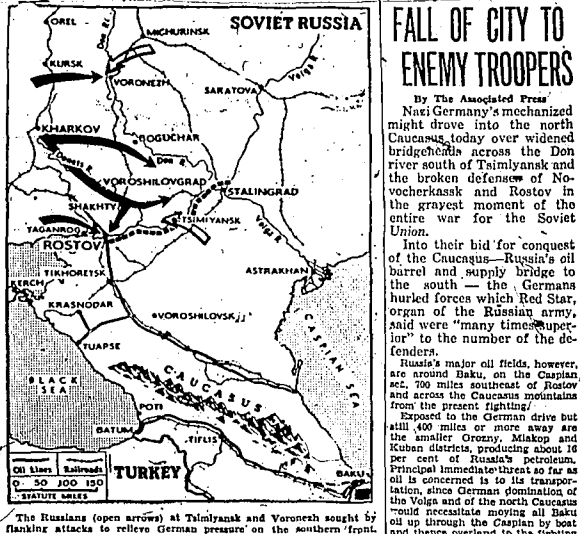 SOVIET RUSSIA
OREL
Don R.
MICHURINSK
KURSK
VORONEZH
SARATOVA
Volga R.
KHARKOV
BOGUCHAR
Donets R.
Don R.
VOROSHILOVGRAD
STALINGRAD
SHAKHTY
TSIMIYANSK
TAGANROG
ROSTOV
Volga R.
TIKHORETSK
ASTRAKHAN
KERCH
KRASNODAR
VOROSHILOVSK
TUAPSE
CASPIAN SEA
CAUCASUS
BLACK SEA
POTI
BATUM
TIFLIS
BAKU
Oil Lines
Railroads
TURKEY
0 50 100 150
STATUTE MILES
The Russians (open arrows) at Tsimlyansk and Voronezh sought by
flanking attacks to relieve German pressure on the southern front.
FALL OF CITY TO
ENEMY TROOPERS
By The Associated Press
Nazi Germany's mechanized
might drove into the north
Caucasus today over widened
bridgeheads across the Don
river south of Tsimlyansk and
the broken defenses of No-
vocherkassk and Rostov in
the grayest moment of the
entire war for the Soviet
Union.
Into their bid for conquest
of the Caucasus—Russia's oil
barrel and supply bridge to
the south — the Germans
hurled forces which Red Star,
organ of the Russian army,
said were "many times super-
ior" to the number of the de-
fenders.
Russia's major oil fields, however,
are around Baku, on the Caspian
sea, 700 miles southeast of Rostov
and across the Caucasus mountains
from the present fighting.
Exposed to the German drive but
still 400 miles or more away are
the smaller Grozny, Miakop and
Kuban districts, producing about 16
per cent of Russia's petroleum.
Principal immediate threat so far as
oil is concerned is to its transpor-
tation, since German domination of
the Volga and of the north Caucasus
would necessitate moving all Baku
oil up through the Caspian by boat
and thence overland to the fighting